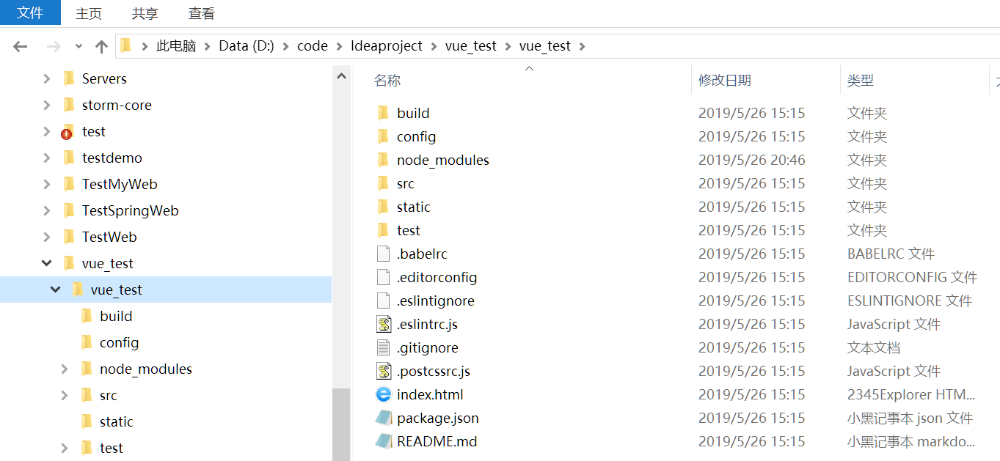 文件 主页 共享 查看
此电脑 Data (D:) code Ideaproject vue_test vue_test
Servers
storm-core
test
testdemo
TestMyWeb
TestSpringWeb
TestWeb
vue_test
vue_test
build
config
node_modules
src
static
test
名称 修改日期 类型
build 2019/5/26 15:15 文件夹
config 2019/5/26 15:15 文件夹
node_modules 2019/5/26 20:46 文件夹
src 2019/5/26 15:15 文件夹
static 2019/5/26 15:15 文件夹
test 2019/5/26 15:15 文件夹
.babelrc 2019/5/26 15:15 BABELRC 文件
.editorconfig 2019/5/26 15:15 EDITORCONFIG 文件
.eslintignore 2019/5/26 15:15 ESLINTIGNORE 文件
.eslintrc.js 2019/5/26 15:15 JavaScript 文件
.gitignore 2019/5/26 15:15 文本文档
.postcssrc.js 2019/5/26 15:15 JavaScript 文件
index.html 2019/5/26 15:15 2345Explorer HTM...
package.json 2019/5/26 15:15 小黑记事本 json 文件
README.md 2019/5/26 15:15 小黑记事本 markdo...